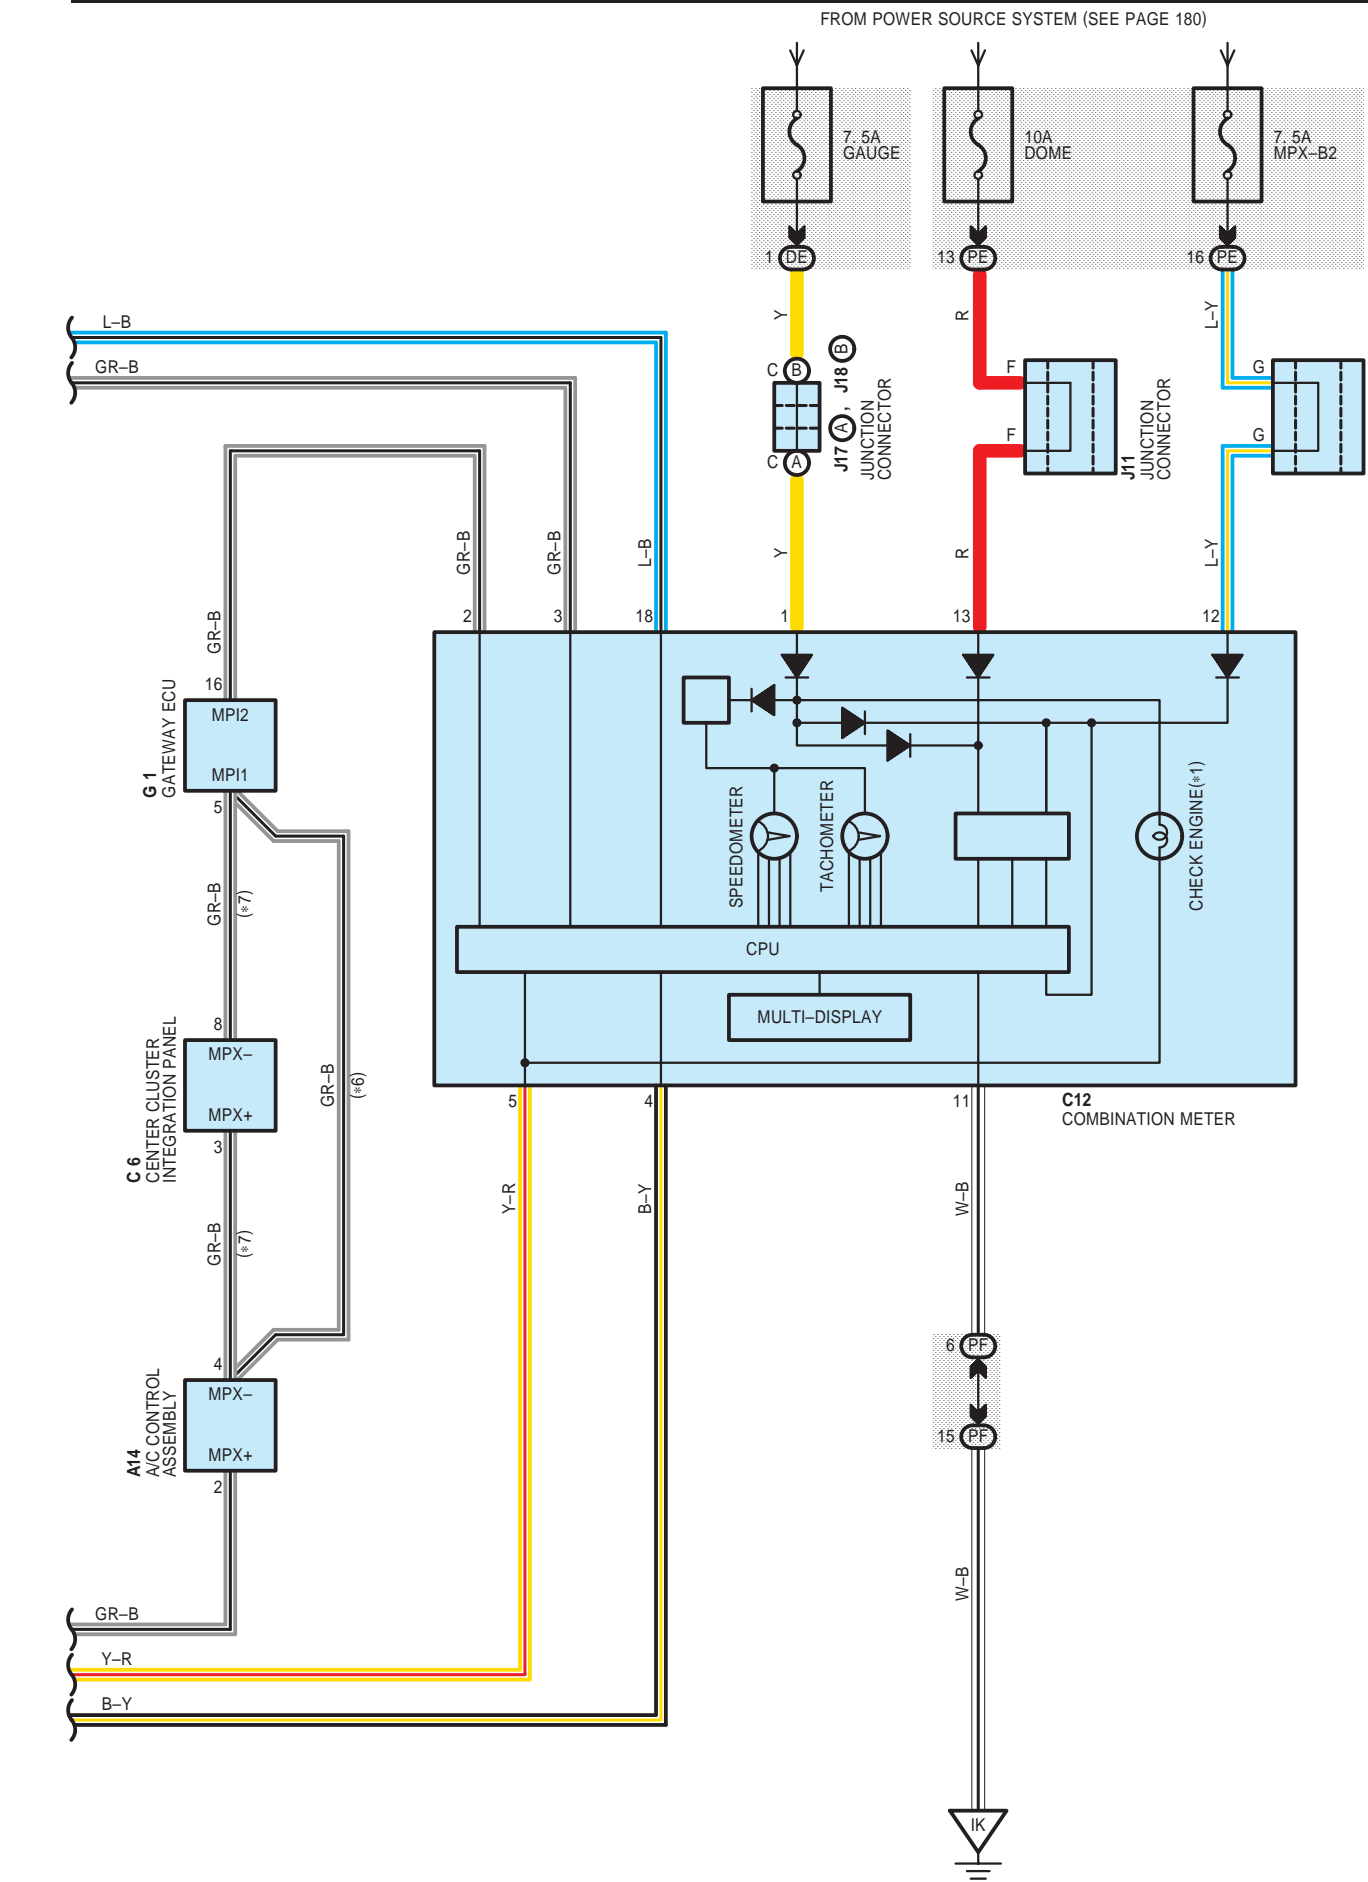 FROM POWER SOURCE SYSTEM (SEE PAGE 180)
7. 5A
GAUGE
10A
DOME
7. 5A
MPX–B2
1 DE
13 PE
16 PE
L–B
GR–B
Y
R
L–Y
C B
J17 A , J18 B
JUNCTION
CONNECTOR
C A
F
F
J11
JUNCTION
CONNECTOR
G
G
GR–B
GR–B
L–B
Y
R
L–Y
2
3
18
1
13
12
GR–B
16
MPI2
MPI1
G 1
GATEWAY ECU
5
GR–B
(*7)
SPEEDOMETER
TACHOMETER
CHECK ENGINE(*1)
CPU
MULTI–DISPLAY
8
MPX–
MPX+
C 6
CENTER CLUSTER
INTEGRATION PANEL
3
GR–B
(*6)
5
4
11
C12
COMBINATION METER
GR–B
(*7)
Y–R
B–Y
W–B
4
MPX–
MPX+
A14
A/C CONTROL
ASSEMBLY
2
6 PF
15 PF
W–B
GR–B
Y–R
B–Y
IK